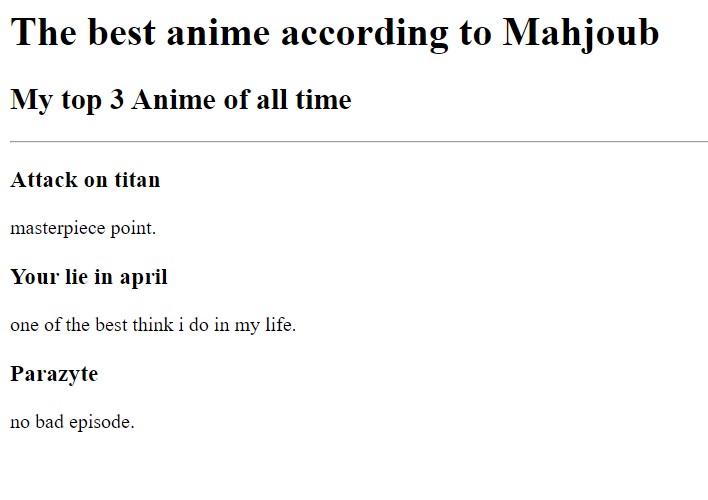 The best anime according to Mahjoub
My top 3 Anime of all time
Attack on titan
masterpiece point.
Your lie in april
one of the best think i do in my life.
Parazyte
no bad episode.